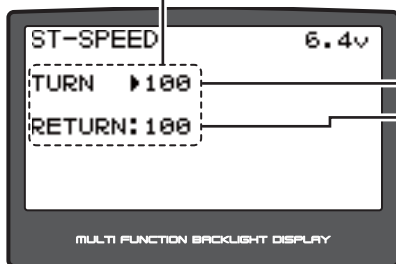 ST-SPEED 6.4v
TURN ▶100
RETURN:100
MULTI FUNCTION BACKLIGHT DISPLAY